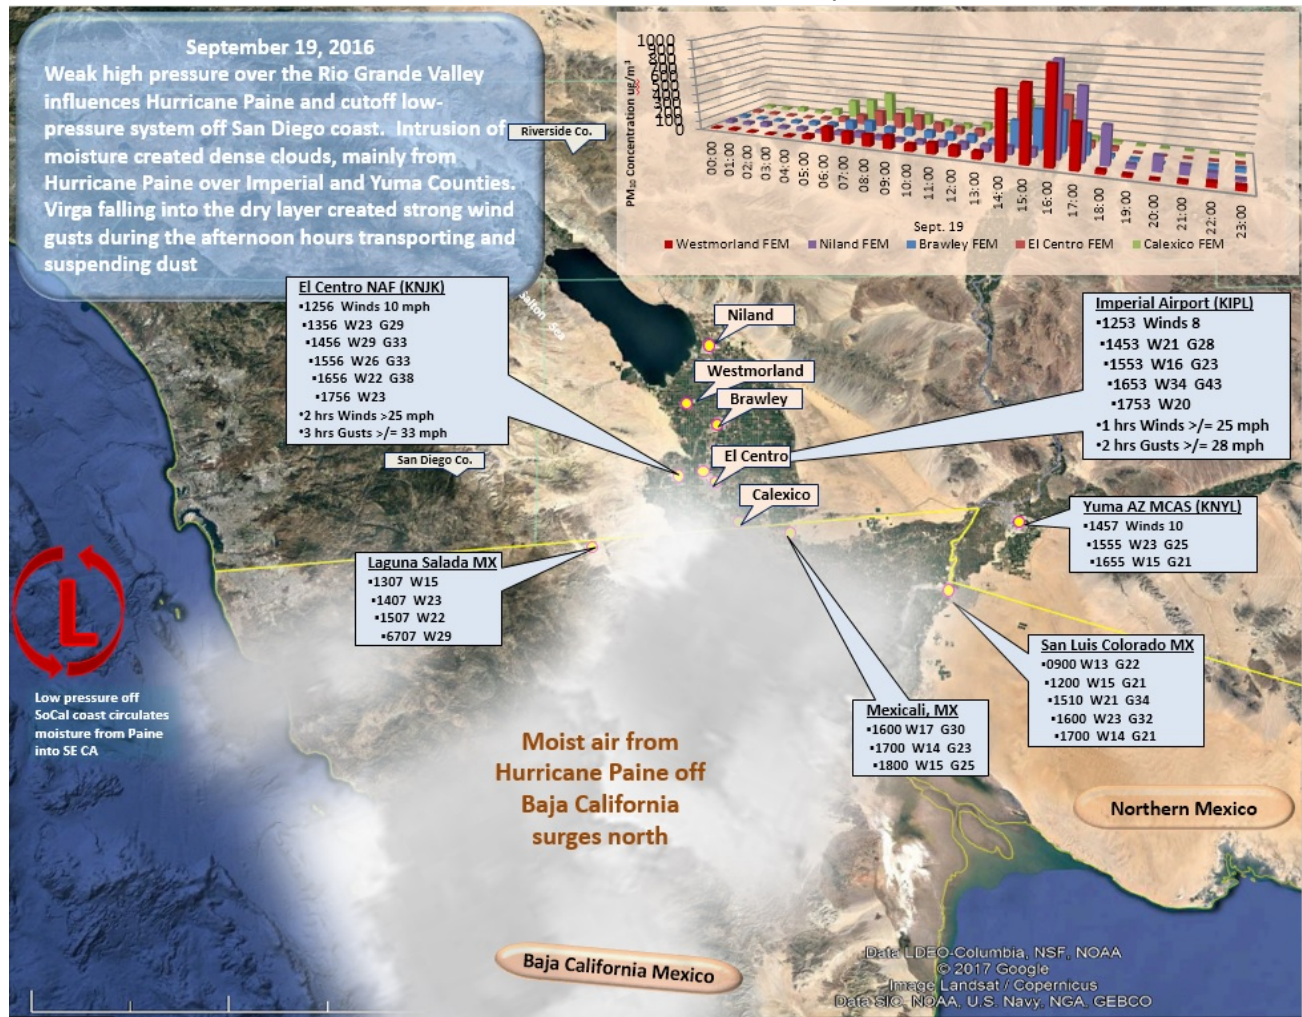 September 19, 2016
Weak high pressure over the Rio Grande Valley
influences Hurricane Paine and cutoff low-
pressure system off San Diego coast. Intrusion of
moisture created dense clouds, mainly from
Hurricane Paine over Imperial and Yuma Counties.
Virga falling into the dry layer created strong wind
gusts during the afternoon hours transporting and
suspending dust
Riverside Co.
PM₁₀ Concentration ug/m³
1000
900
800
700
600
500
400
300
200
100
0
00:00
01:00
02:00
03:00
04:00
05:00
06:00
07:00
08:00
09:00
10:00
11:00
12:00
13:00
14:00
15:00
16:00
17:00
18:00
19:00
20:00
21:00
22:00
23:00
Sept. 19
Westmorland FEM
Niland FEM
Brawley FEM
El Centro FEM
Calexico FEM
El Centro NAF (KNJK)
▪1256 Winds 10 mph
▪1356 W23 G29
▪1456 W29 G33
▪1556 W26 G33
▪1656 W22 G38
▪1756 W23
•2 hrs Winds >25 mph
•3 hrs Gusts >/= 33 mph
Salton Sea
Niland
Westmorland
Brawley
El Centro
Calexico
Imperial Airport (KIPL)
▪1253 Winds 8
▪1453 W21 G28
▪1553 W16 G23
▪1653 W34 G43
▪1753 W20
•1 hrs Winds >/= 25 mph
•2 hrs Gusts >/= 28 mph
San Diego Co.
Yuma AZ MCAS (KNYL)
▪1457 Winds 10
▪1555 W23 G25
▪1655 W15 G21
Laguna Salada MX
▪1307 W15
▪1407 W23
▪1507 W22
▪6707 W29
L
Low pressure off
SoCal coast circulates
moisture from Paine
into SE CA
San Luis Colorado MX
▪0900 W13 G22
▪1200 W15 G21
▪1510 W21 G34
▪1600 W23 G32
▪1700 W14 G21
Mexicali, MX
▪1600 W17 G30
▪1700 W14 G23
▪1800 W15 G25
Moist air from
Hurricane Paine off
Baja California
surges north
Northern Mexico
Baja California Mexico
Data LDEO-Columbia, NSF, NOAA
© 2017 Google
Image Landsat / Copernicus
Data SIO, NOAA, U.S. Navy, NGA, GEBCO